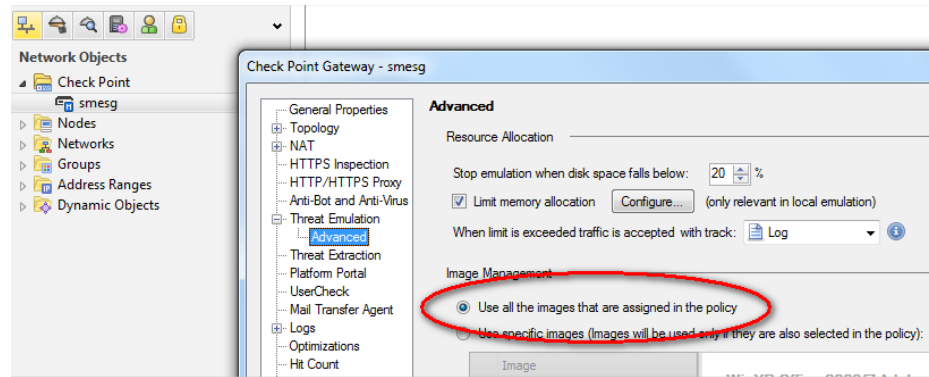 Network Objects
Check Point
smesg
Nodes
Networks
Groups
Address Ranges
Dynamic Objects
Check Point Gateway - smesg
General Properties
Topology
NAT
HTTPS Inspection
HTTP/HTTPS Proxy
Anti-Bot and Anti-Virus
Threat Emulation
Advanced
Threat Extraction
Platform Portal
UserCheck
Mail Transfer Agent
Logs
Optimizations
Hit Count
Advanced
Resource Allocation
Stop emulation when disk space falls below: 20 %
Limit memory allocation Configure... (only relevant in local emulation)
When limit is exceeded traffic is accepted with track: Log
Image Management
Use all the images that are assigned in the policy
Use specific images (Images will be used only if they are also selected in the policy):
Image